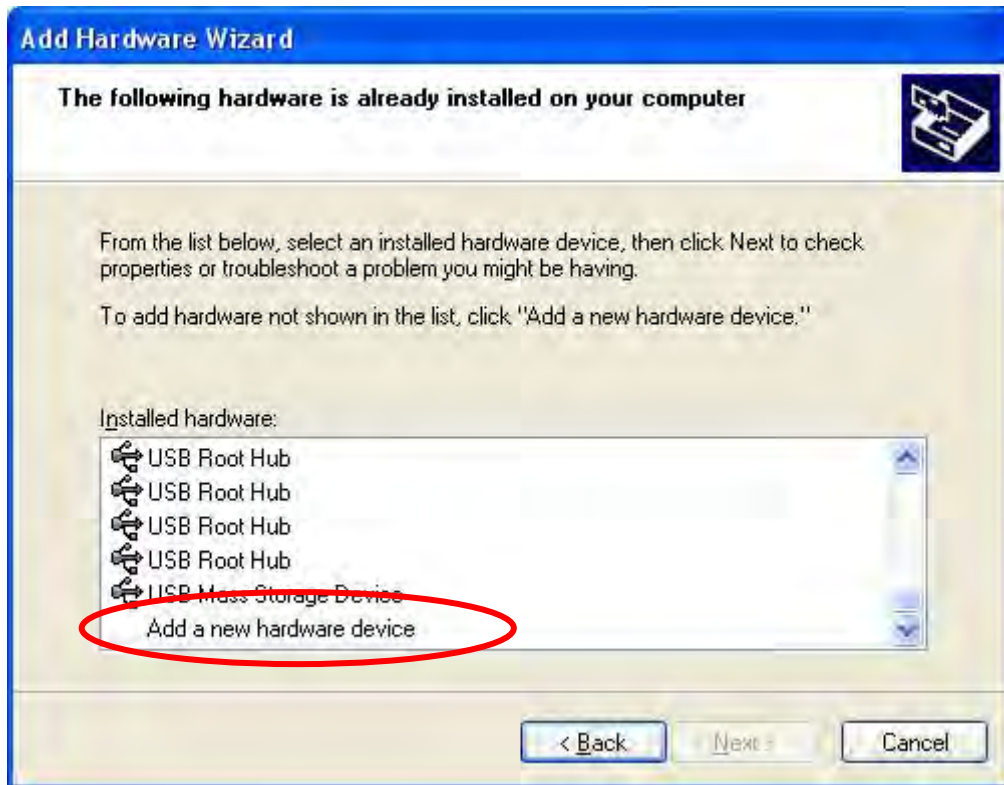 Add Hardware Wizard
The following hardware is already installed on your computer
From the list below, select an installed hardware device, then click Next to check
properties or troubleshoot a problem you might be having.
To add hardware not shown in the list, click "Add a new hardware device."
Installed hardware:
USB Root Hub
USB Root Hub
USB Root Hub
USB Root Hub
USB Mass Storage Device
Add a new hardware device
< Back
Next >
Cancel